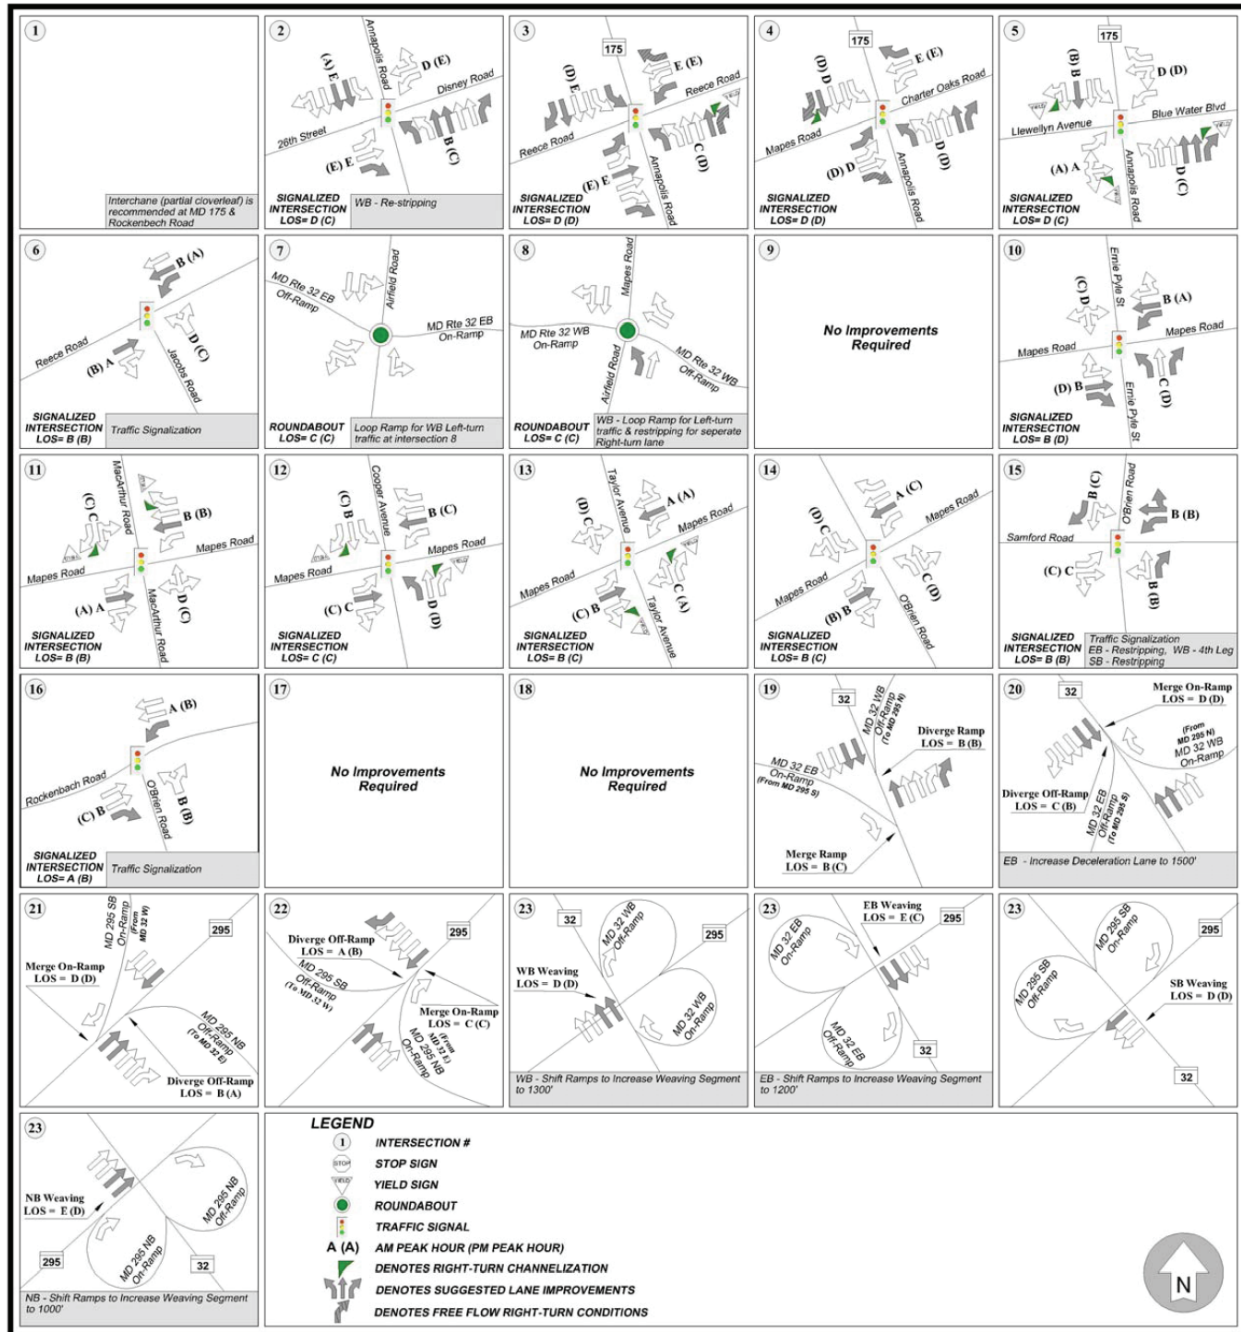 1
Interchane (partial cloverleaf) is
recommended at MD 175 &
Rockenbech Road
2
Annapolis Road
(A) E
D (E)
Disney Road
26th Street
(E) E
B (C)
SIGNALIZED
INTERSECTION
LOS= D (C)
WB - Re-stripping
3
175
(D) E
E (E)
Reece Road
YIELD
Reece Road
(E) E
C (D)
Annapolis Road
SIGNALIZED
INTERSECTION
LOS= D (D)
4
175
(D) D
E (E)
Charter Oaks Road
Mapes Road
(D) D
D (D)
Annapolis Road
SIGNALIZED
INTERSECTION
LOS= D (D)
5
175
(B) B
D (D)
YIELD
Blue Water Blvd
YIELD
Llewellyn Avenue
(A) A
D (C)
Annapolis Road
YIELD
SIGNALIZED
INTERSECTION
LOS= D (C)
6
B (A)
Reece Road
(B) A
D (C)
Jacobs Road
SIGNALIZED
INTERSECTION
LOS= B (B)
Traffic Signalization
7
Airfield Road
MD Rte 32 EB
Off-Ramp
MD Rte 32 EB
On-Ramp
ROUNDABOUT
LOS= C (C)
Loop Ramp for WB Left-turn
traffic at intersection 8
8
Mapes Road
MD Rte 32 WB
On-Ramp
MD Rte 32 WB
Off-Ramp
Airfield Road
ROUNDABOUT
LOS= C (C)
WB - Loop Ramp for Left-turn
traffic & restripping for seperate
Right-turn lane
9
No Improvements
Required
10
Ernie Pyle St
(C) D
B (A)
Mapes Road
Mapes Road
(D) B
C (D)
Ernie Pyle St
SIGNALIZED
INTERSECTION
LOS= B (D)
11
MacArthur Road
YIELD
(C) C
B (B)
YIELD
Mapes Road
Mapes Road
(A) A
D (C)
MacArthur Road
SIGNALIZED
INTERSECTION
LOS= B (B)
12
Cooper Avenue
(C) B
B (C)
YIELD
Mapes Road
YIELD
Mapes Road
(C) C
D (D)
SIGNALIZED
INTERSECTION
LOS= C (C)
13
Taylor Avenue
A (A)
(D) C
Mapes Road
YIELD
Mapes Road
(C) B
C (A)
YIELD
Taylor Avenue
SIGNALIZED
INTERSECTION
LOS= B (C)
14
A (C)
(D) C
Mapes Road
Mapes Road
(B) B
C (D)
O'Brien Road
SIGNALIZED
INTERSECTION
LOS= B (C)
15
O'Brien Road
B (C)
B (B)
Samford Road
(C) C
B (B)
SIGNALIZED
INTERSECTION
LOS= B (B)
Traffic Signalization
EB - Restripping, WB - 4th Leg
SB - Restripping
16
A (B)
Rockenbach Road
(C) B
B (B)
O'Brien Road
SIGNALIZED
INTERSECTION
LOS= A (B)
Traffic Signalization
17
No Improvements
Required
18
No Improvements
Required
19
32
MD 32 WB
Off-Ramp
(To MD 295 N)
Diverge Ramp
LOS = B (B)
MD 32 EB
On-Ramp
(From MD 295 S)
Merge Ramp
LOS = B (C)
20
32
Merge On-Ramp
LOS = D (D)
(From
MD 295 N)
MD 32 WB
On-Ramp
Diverge Off-Ramp
LOS = C (B)
MD 32 EB
Off-Ramp
(To MD 295 S)
EB - Increase Deceleration Lane to 1500'
21
MD 295 SB
On-Ramp
(From
MD 32 W)
295
Merge On-Ramp
LOS = D (D)
MD 295 NB
Off-Ramp
(To MD 32 E)
Diverge Off-Ramp
LOS = B (A)
22
295
Diverge Off-Ramp
LOS = A (B)
MD 295 SB
Off-Ramp
(To MD 32 W)
Merge On-Ramp
LOS = C (C)
(From
MD 32 E)
MD 295 NB
On-Ramp
23
32
MD 32 WB
Off-Ramp
295
WB Weaving
LOS = D (D)
MD 32 WB
On-Ramp
WB - Shift Ramps to Increase Weaving Segment
to 1300'
23
EB Weaving
LOS = E (C)
295
MD 32 EB
On-Ramp
MD 32 EB
Off-Ramp
32
EB - Shift Ramps to Increase Weaving Segment
to 1200'
23
MD 295 SB
On-Ramp
295
MD 295 SB
Off-Ramp
SB Weaving
LOS = D (D)
32
23
NB Weaving
LOS = E (D)
MD 295 NB
Off-Ramp
MD 295 NB
On-Ramp
295
32
NB - Shift Ramps to Increase Weaving Segment
to 1000'
LEGEND
1 INTERSECTION #
STOP STOP SIGN
YIELD YIELD SIGN
ROUNDABOUT
TRAFFIC SIGNAL
A (A) AM PEAK HOUR (PM PEAK HOUR)
DENOTES RIGHT-TURN CHANNELIZATION
DENOTES SUGGESTED LANE IMPROVEMENTS
DENOTES FREE FLOW RIGHT-TURN CONDITIONS
N